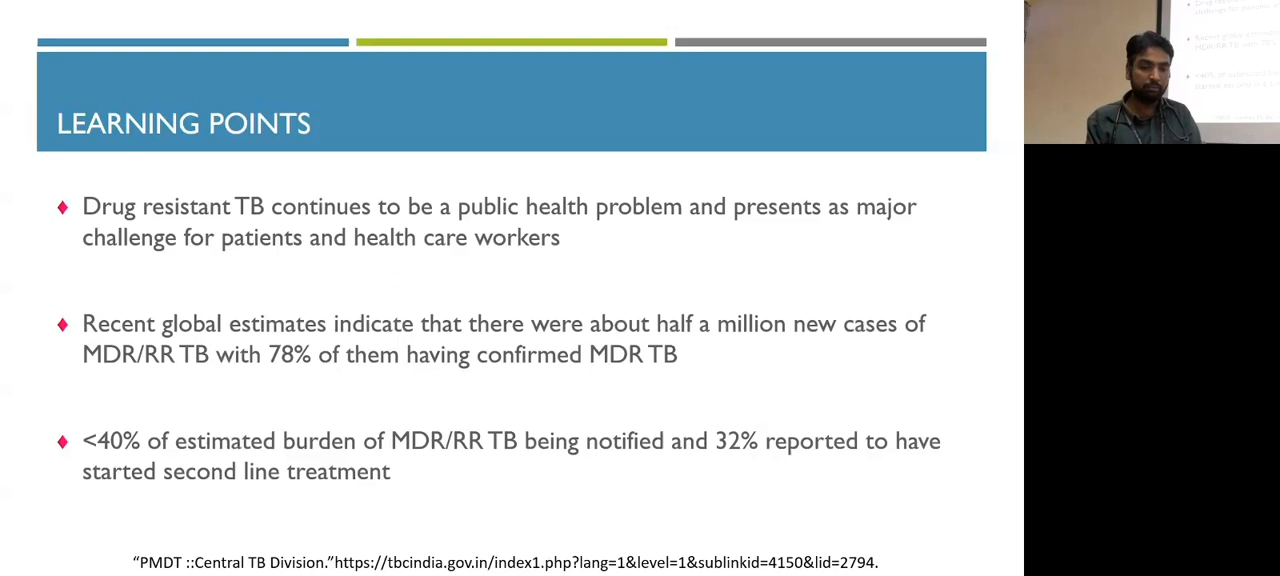 LEARNING POINTS
♦ Drug resistant TB continues to be a public health problem and presents as major
challenge for patients and health care workers
♦ Recent global estimates indicate that there were about half a million new cases of
MDR/RR TB with 78% of them having confirmed MDR TB
♦ <40% of estimated burden of MDR/RR TB being notified and 32% reported to have
started second line treatment
“PMDT ::Central TB Division.”https://tbcindia.gov.in/index1.php?lang=1&level=1&sublinkid=4150&lid=2794.